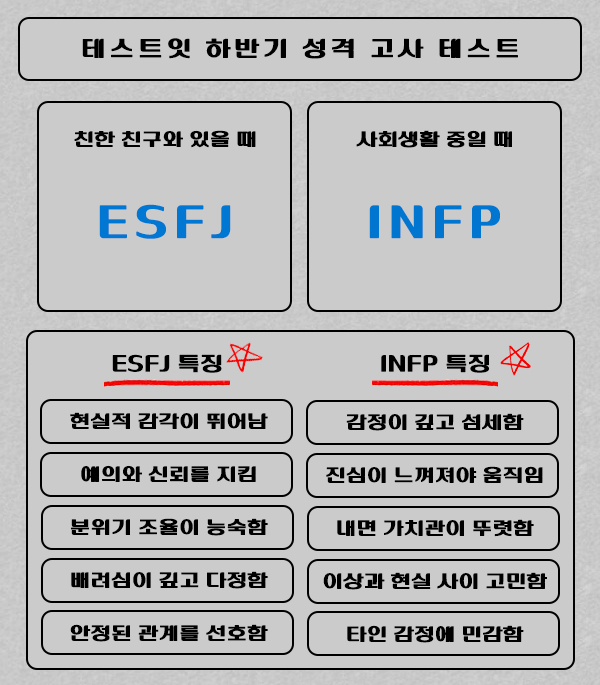 테스트잇 하반기 성격 고사 테스트
친한 친구와 있을 때
ESFJ
사회생활 중일 때
INFP
ESFJ 특징
현실적 감각이 뛰어남
예의와 신뢰를 지킴
분위기 조율이 능숙함
배려심이 깊고 다정함
안정된 관계를 선호함
INFP 특징
감정이 깊고 섬세함
진심이 느껴져야 움직임
내면 가치관이 뚜렷함
이상과 현실 사이 고민함
타인 감정에 민감함